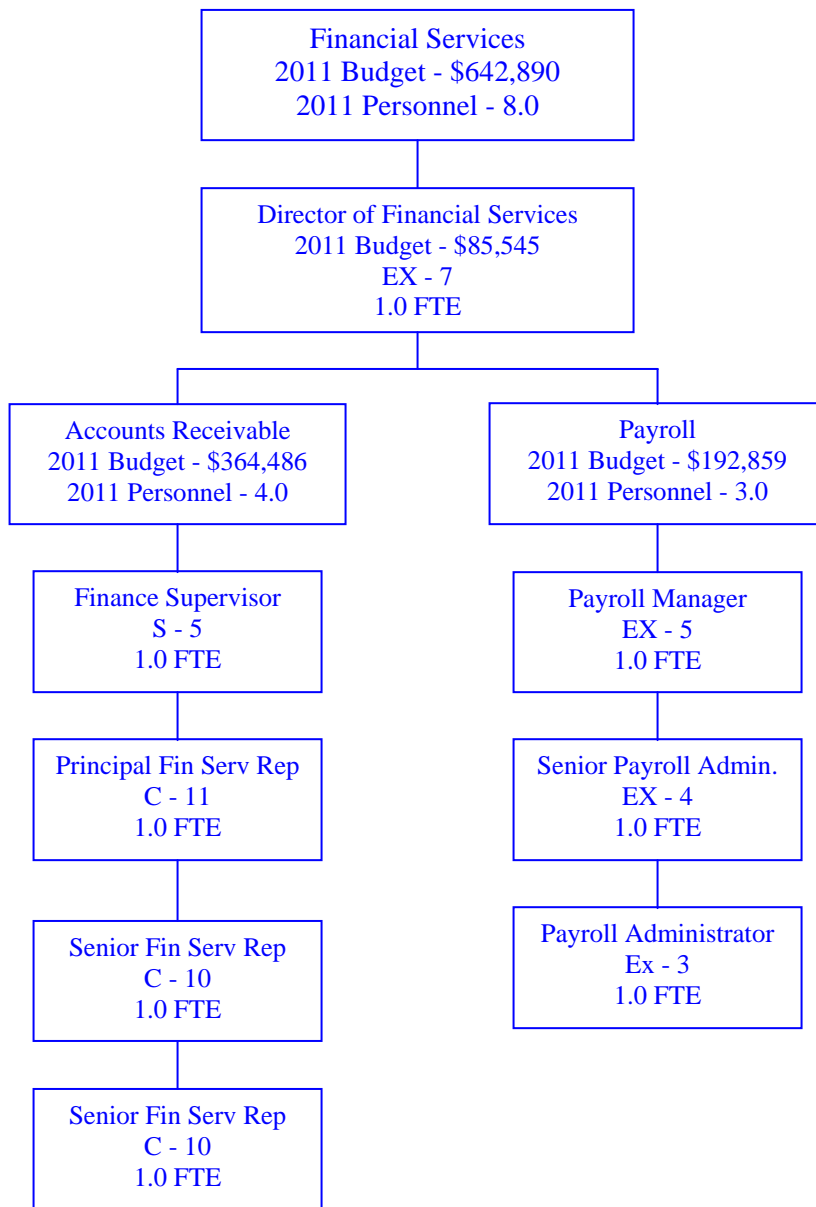 Financial Services
2011 Budget - $642,890
2011 Personnel - 8.0
Director of Financial Services
2011 Budget - $85,545
EX - 7
1.0 FTE
Accounts Receivable
2011 Budget - $364,486
2011 Personnel - 4.0
Payroll
2011 Budget - $192,859
2011 Personnel - 3.0
Finance Supervisor
S - 5
1.0 FTE
Payroll Manager
EX - 5
1.0 FTE
Principal Fin Serv Rep
C - 11
1.0 FTE
Senior Payroll Admin.
EX - 4
1.0 FTE
Senior Fin Serv Rep
C - 10
1.0 FTE
Payroll Administrator
Ex - 3
1.0 FTE
Senior Fin Serv Rep
C - 10
1.0 FTE